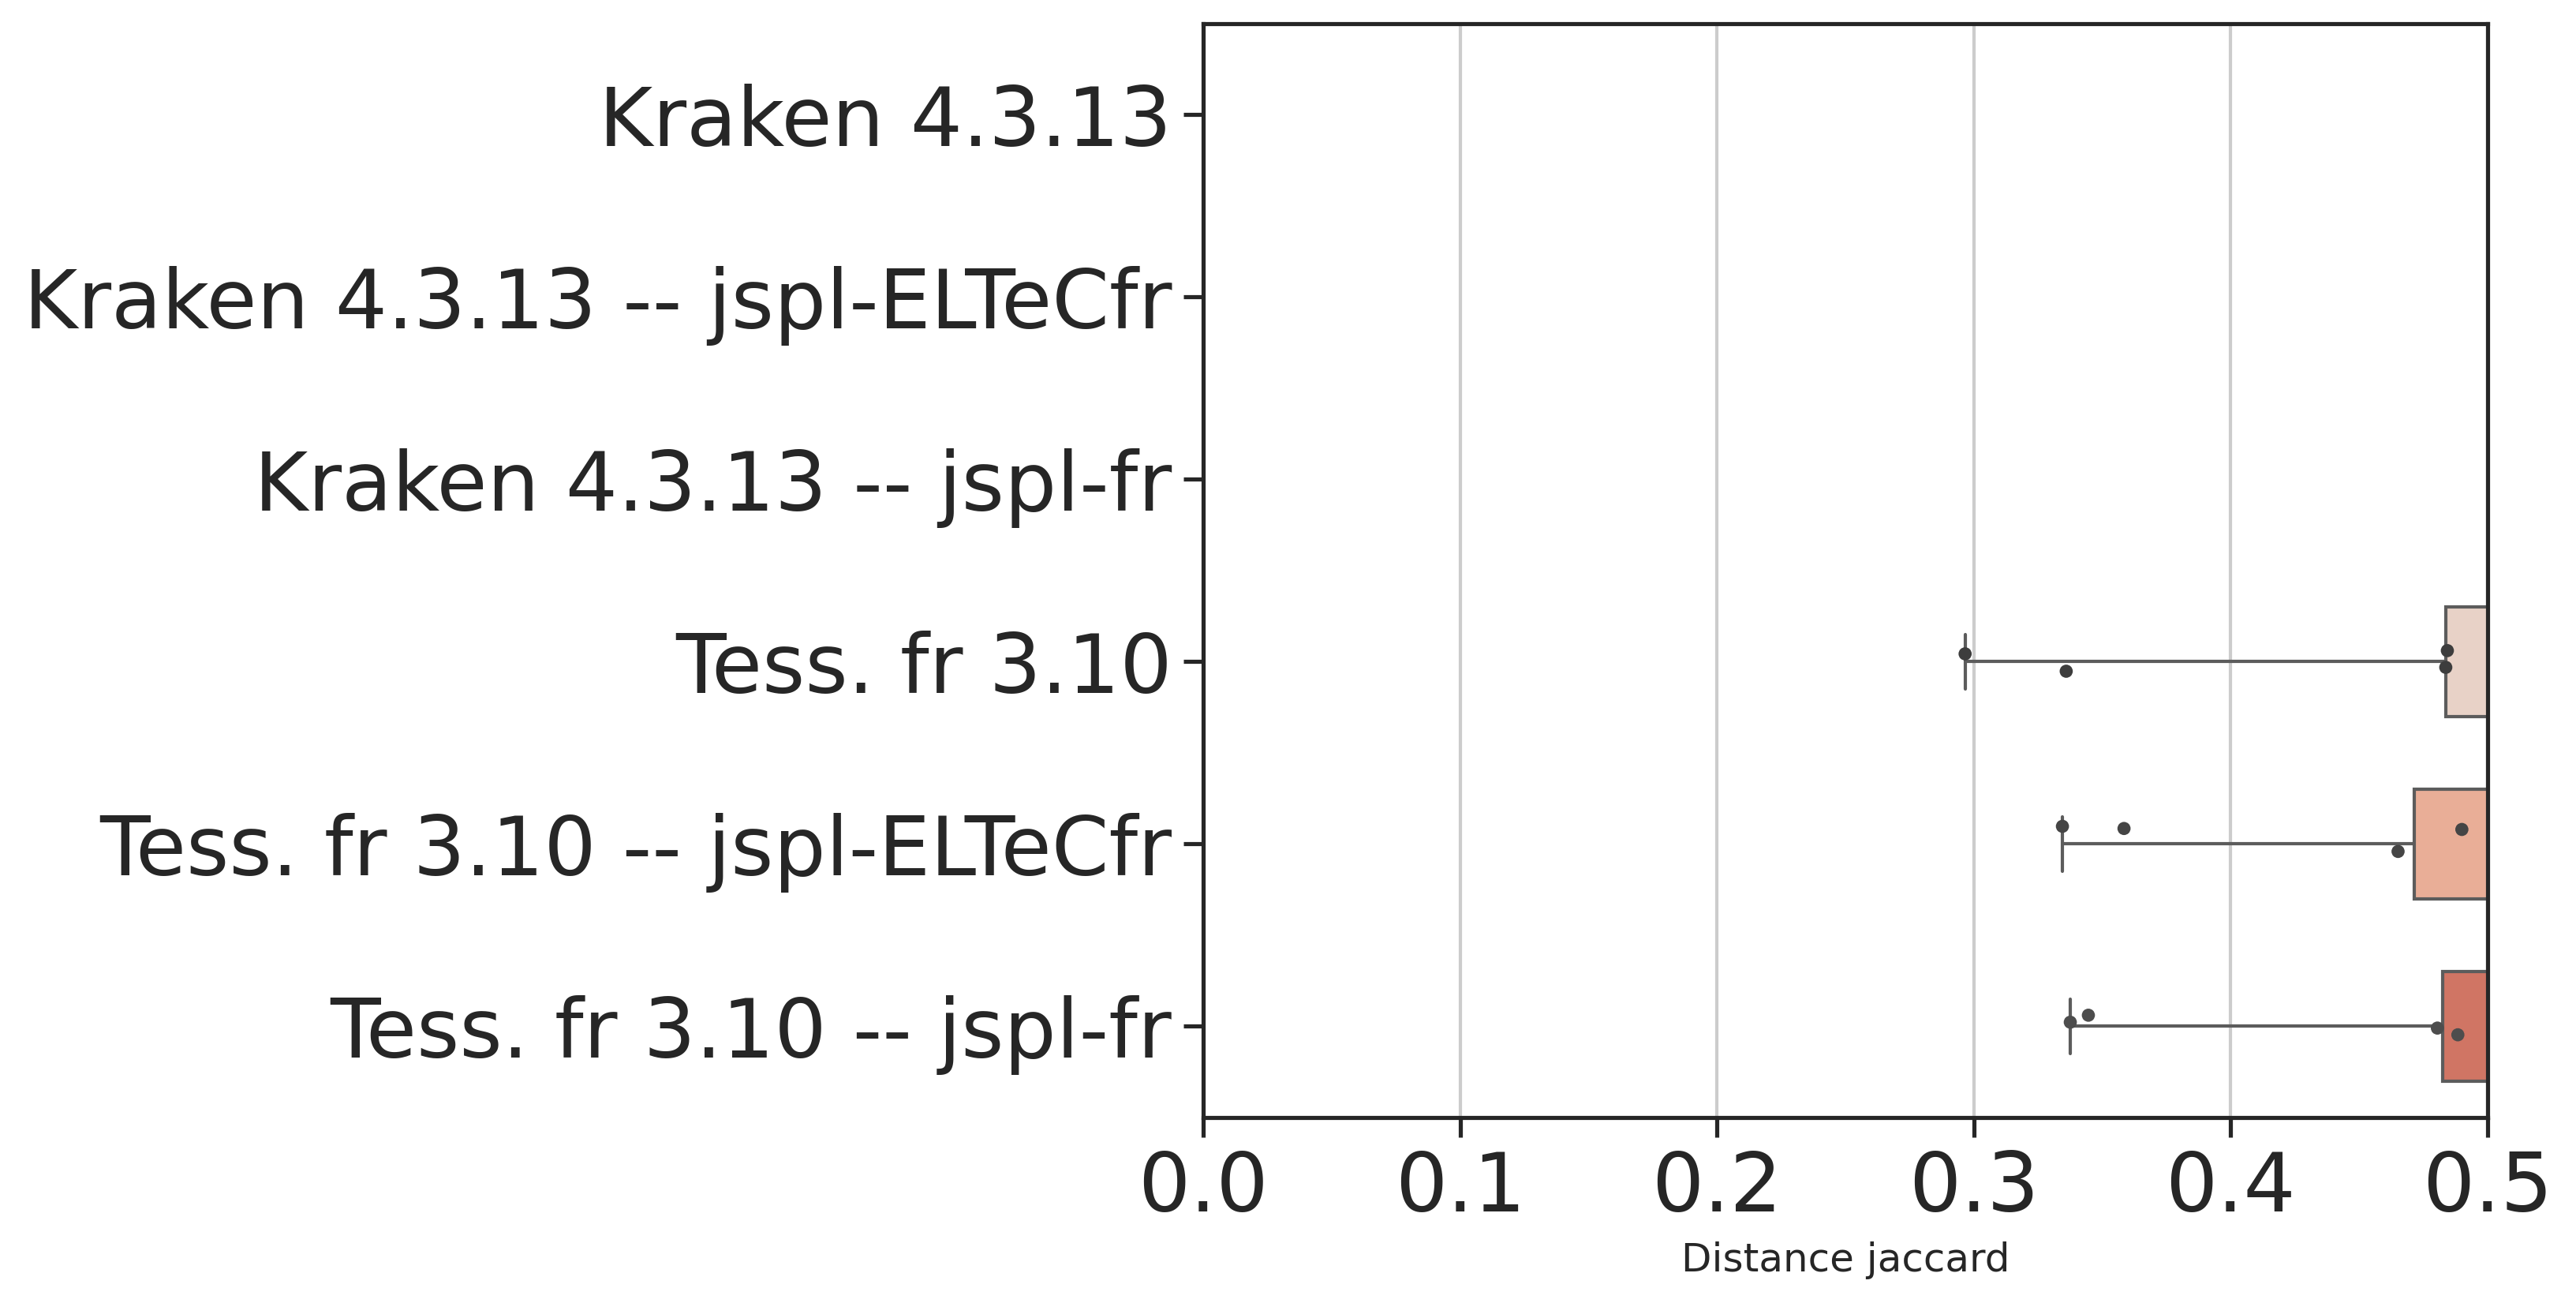 Kraken 4.3.13
Kraken 4.3.13 -- jspl-ELTeCfr
Kraken 4.3.13 -- jspl-fr
Tess. fr 3.10
Tess. fr 3.10 -- jspl-ELTeCfr
Tess. fr 3.10 -- jspl-fr
0.0 0.1 0.2 0.3 0.4 0.5
Distance jaccard